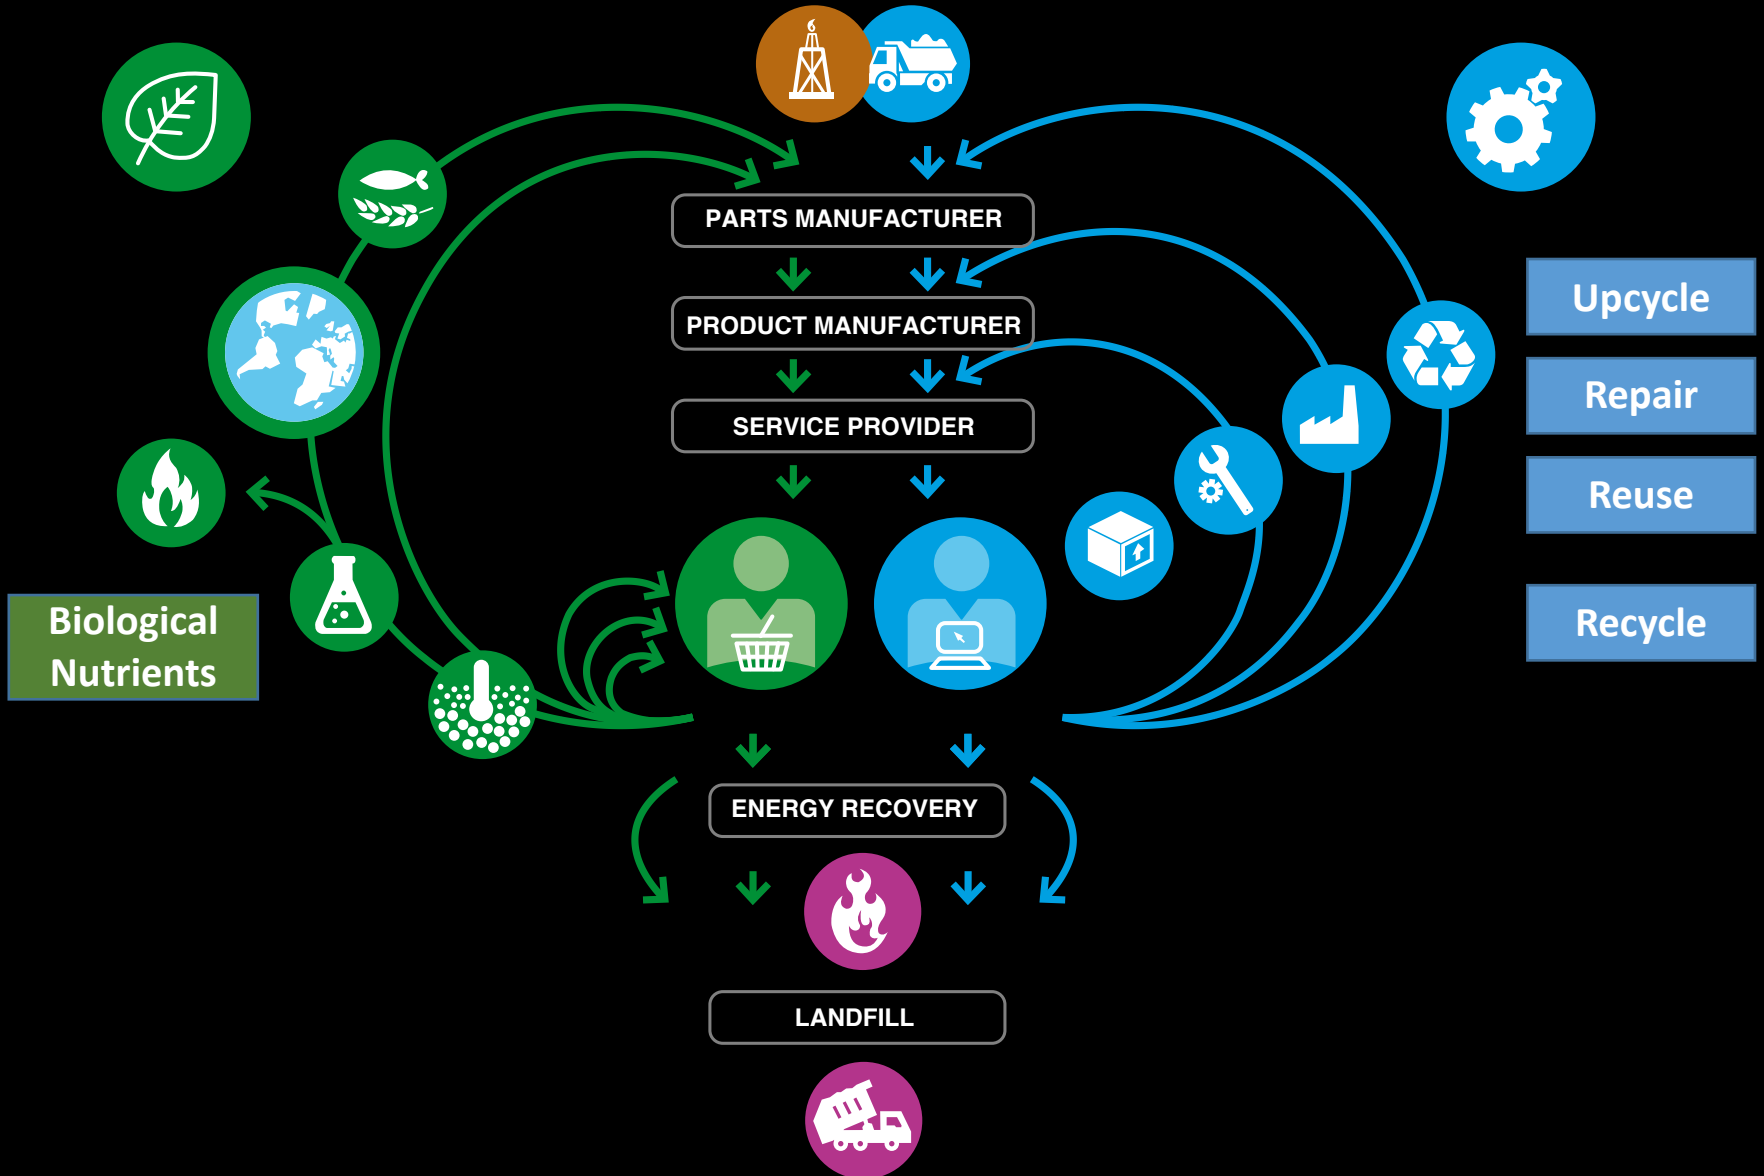 PARTS MANUFACTURER
PRODUCT MANUFACTURER
SERVICE PROVIDER
Biological
Nutrients
Upcycle
Repair
Reuse
Recycle
ENERGY RECOVERY
LANDFILL